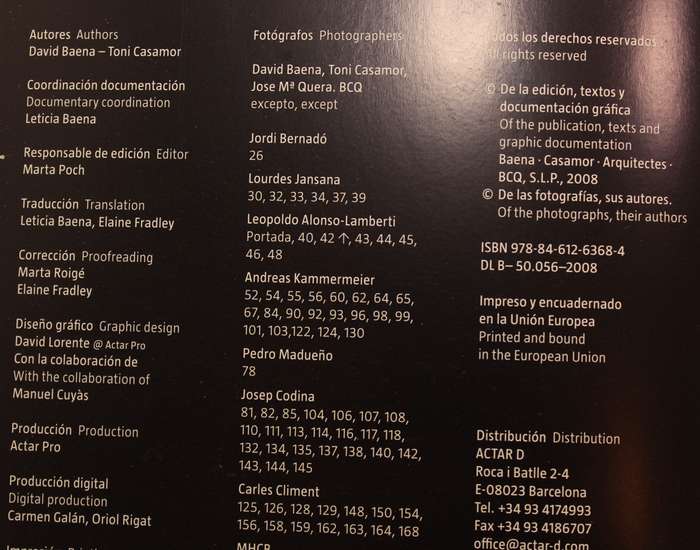 Autores Authors
David Baena – Toni Casamor
Coordinación documentación
Documentary coordination
Leticia Baena
Responsable de edición Editor
Marta Poch
Traducción Translation
Leticia Baena, Elaine Fradley
Corrección Proofreading
Marta Roigé
Elaine Fradley
Diseño gráfico Graphic design
David Lorente @ Actar Pro
Con la colaboración de
With the collaboration of
Manuel Cuyàs
Producción Production
Actar Pro
Producción digital
Digital production
Carmen Galán, Oriol Rigat
Fotógrafos Photographers
David Baena, Toni Casamor,
Jose Mª Quera. BCQ
excepto, except
Jordi Bernadó
26
Lourdes Jansana
30, 32, 33, 34, 37, 39
Leopoldo Alonso-Lamberti
Portada, 40, 42 ↑, 43, 44, 45,
46, 48
Andreas Kammermeier
52, 54, 55, 56, 60, 62, 64, 65,
67, 84, 90, 92, 93, 96, 98, 99,
101, 103,122, 124, 130
Pedro Madueño
78
Josep Codina
81, 82, 85, 104, 106, 107, 108,
110, 111, 113, 114, 116, 117, 118,
132, 134, 135, 137, 138, 140, 142,
143, 144, 145
Carles Climent
125, 126, 128, 129, 148, 150, 154,
156, 158, 159, 162, 163, 164, 168
MHCB
Todos los derechos reservados
All rights reserved
© De la edición, textos y
documentación gráfica
Of the publication, texts and
graphic documentation
Baena · Casamor · Arquitectes ·
BCQ, S.L.P., 2008
© De las fotografías, sus autores.
Of the photographs, their authors
ISBN 978-84-612-6368-4
DL B– 50.056–2008
Impreso y encuadernado
en la Unión Europea
Printed and bound
in the European Union
Distribución Distribution
ACTAR D
Roca i Batlle 2-4
E-08023 Barcelona
Tel. +34 93 4174993
Fax +34 93 4186707
office@actar-d.com